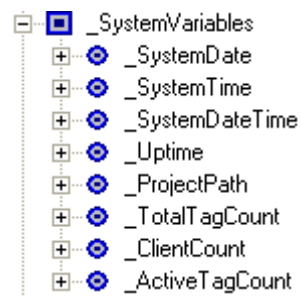 _SystemVariables
_SystemDate
_SystemTime
_SystemDateTime
_Uptime
_ProjectPath
_TotalTagCount
_ClientCount
_ActiveTagCount